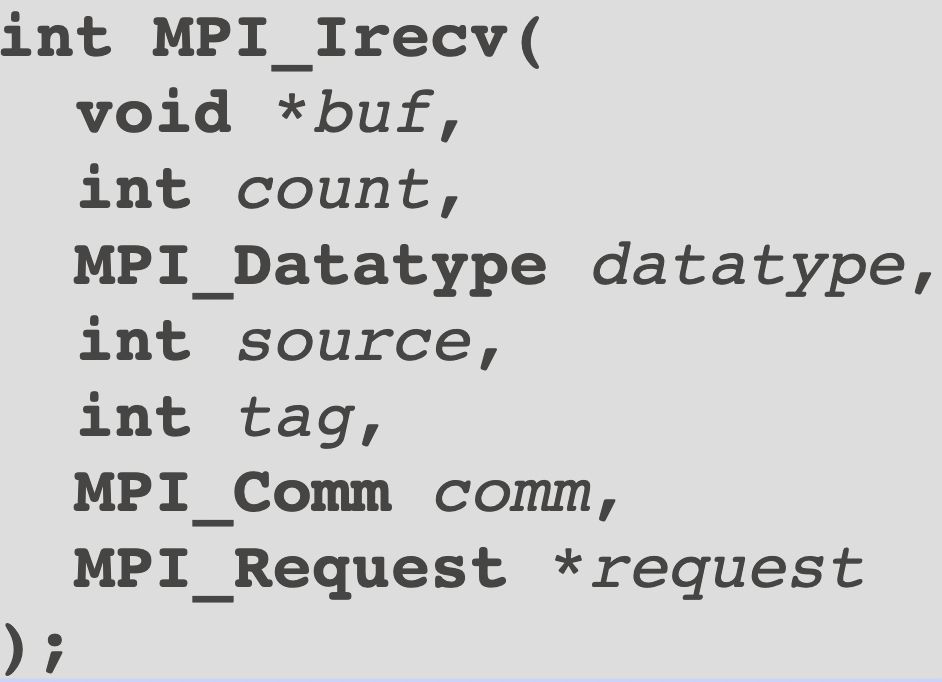 int MPI_Irecv(
void *buf,
int count,
MPI_Datatype datatype,
int source,
int tag,
MPI_Comm comm,
MPI_Request *request
);